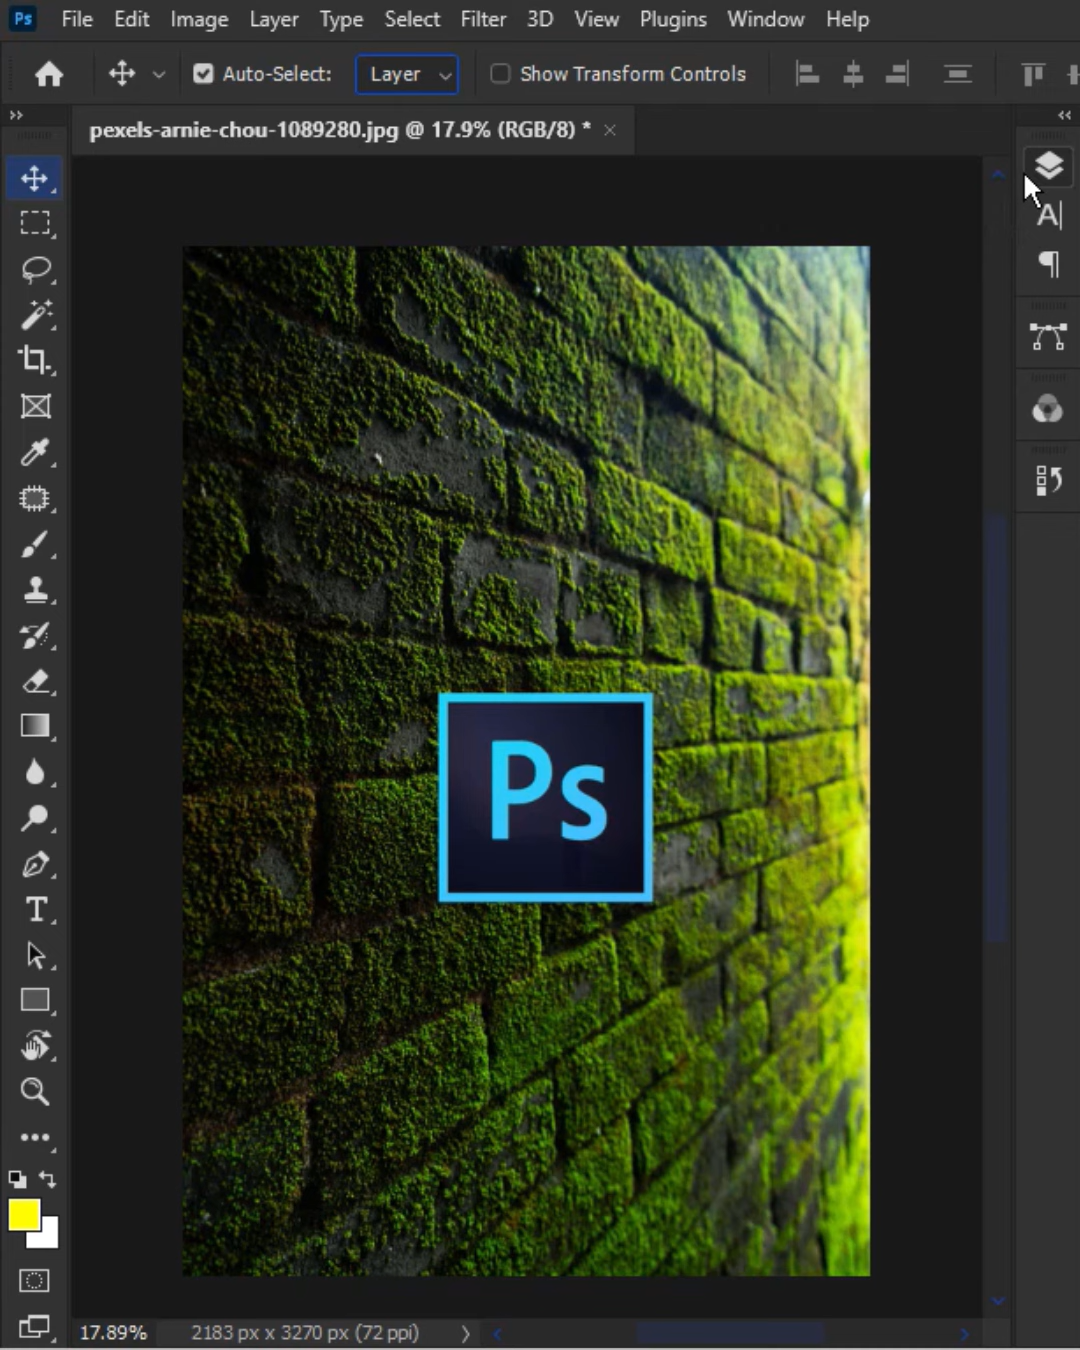 Ps File Edit Image Layer Type Select Filter 3D View Plugins Window Help
Auto-Select: Layer Show Transform Controls
pexels-arnie-chou-1089280.jpg @ 17.9% (RGB/8) * ×
Ps
17.89% 2183 px x 3270 px (72 ppi)